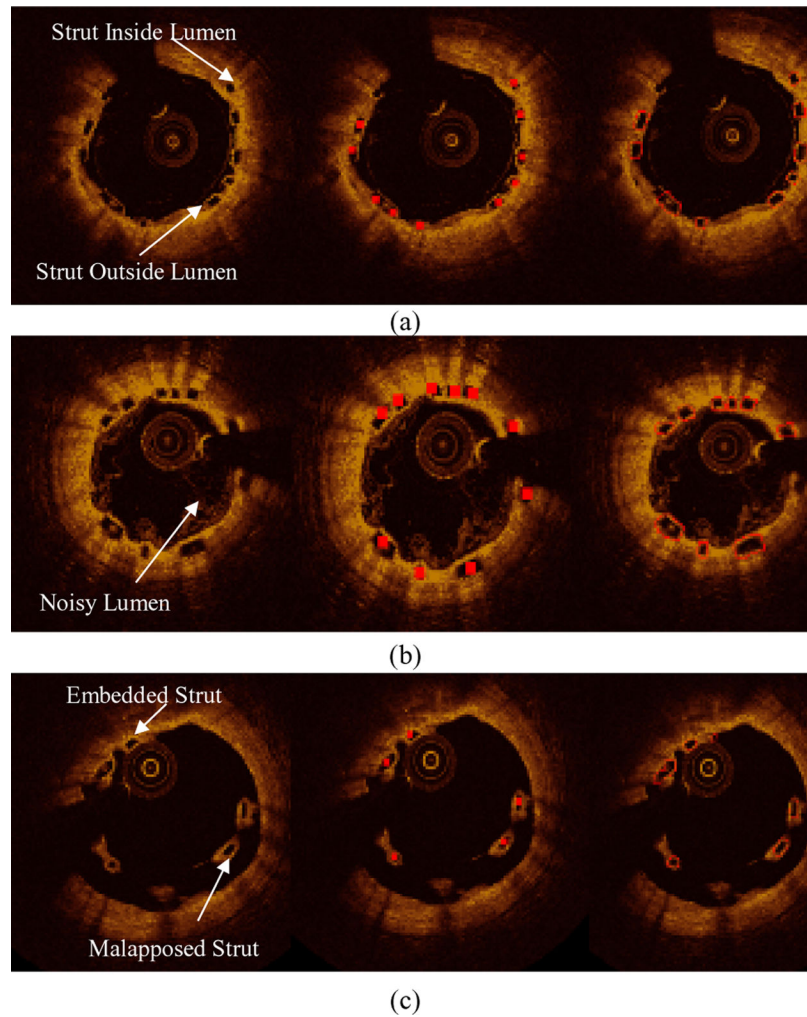 Strut Inside Lumen
Strut Outside Lumen
(a)
Noisy Lumen
(b)
Embedded Strut
Malapposed Strut
(c)